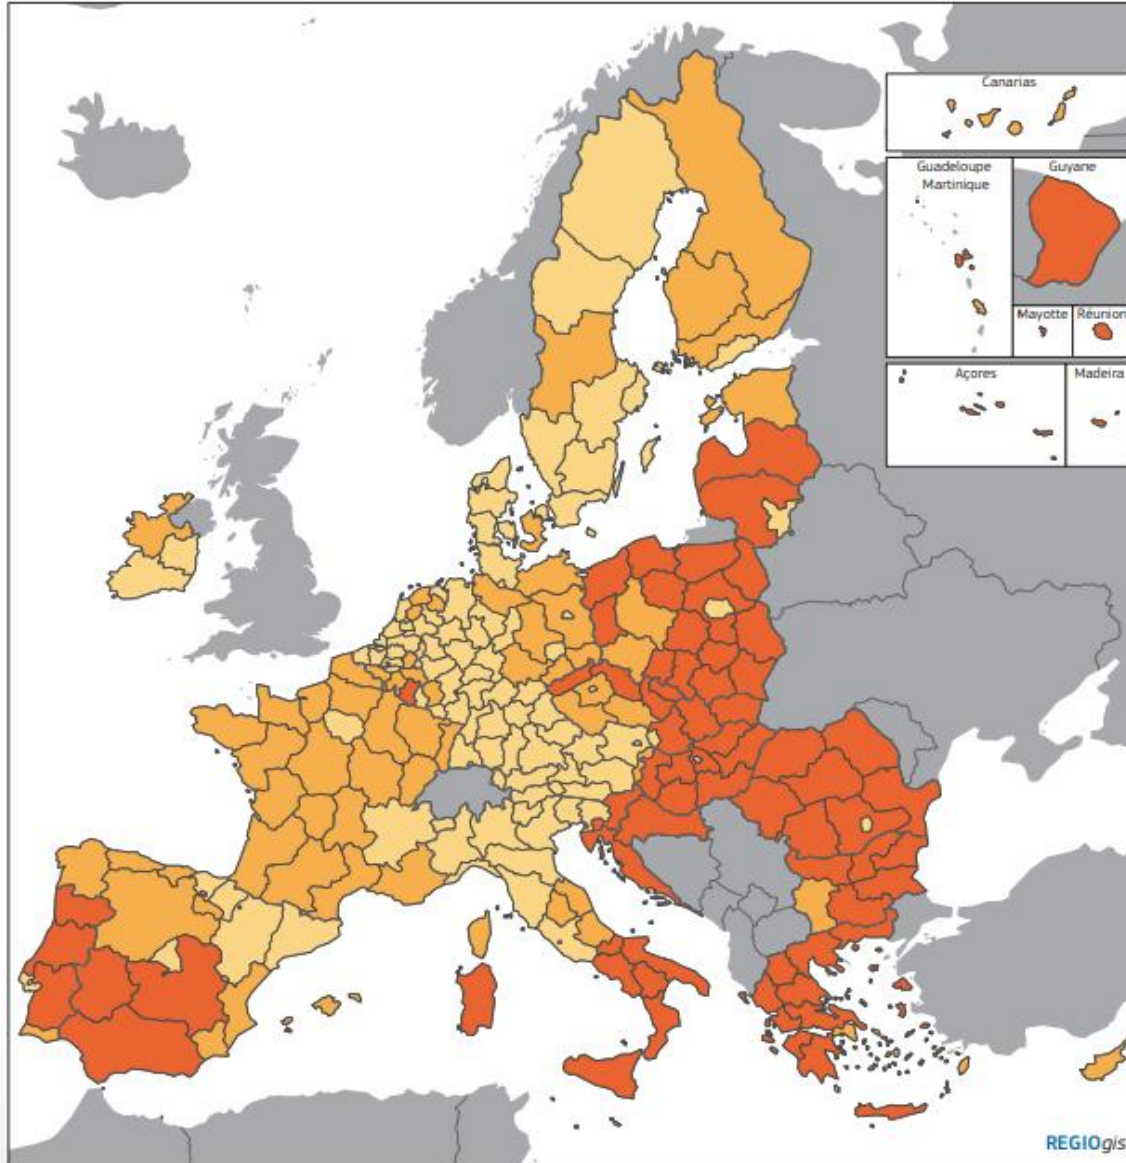 Canarias
Guadeloupe
Martinique
Guyane
Mayotte
Réunion
Açores
Madeira
REGIOgis